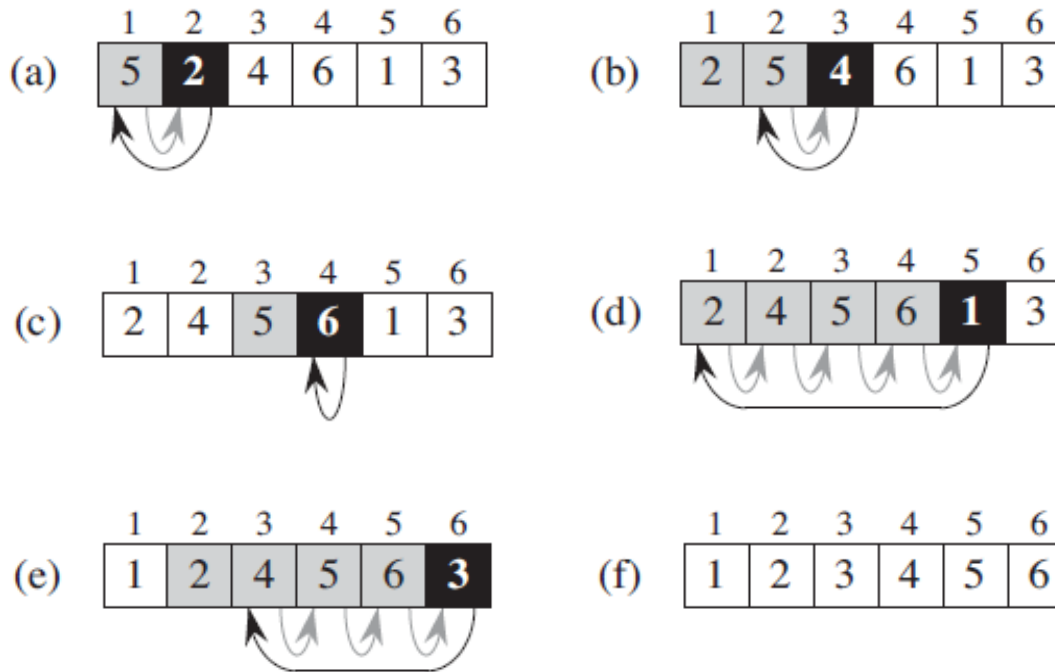 1 2 3 4 5 6
(a) 5 2 4 6 1 3
1 2 3 4 5 6
(b) 2 5 4 6 1 3
1 2 3 4 5 6
(c) 2 4 5 6 1 3
1 2 3 4 5 6
(d) 2 4 5 6 1 3
1 2 3 4 5 6
(e) 1 2 4 5 6 3
1 2 3 4 5 6
(f) 1 2 3 4 5 6